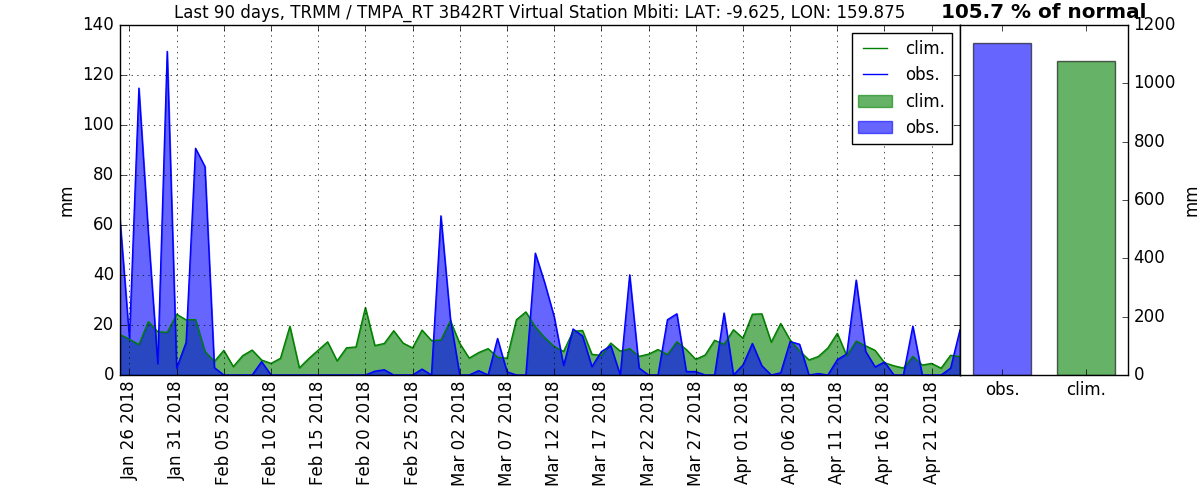 Last 90 days, TRMM / TMPA_RT 3B42RT Virtual Station Mbiti: LAT: -9.625, LON: 159.875
105.7 % of normal
140
120
100
80
60
40
20
0
mm
clim.
obs.
clim.
obs.
1200
1000
800
600
400
200
0
mm
obs.
clim.
Jan 26 2018
Jan 31 2018
Feb 05 2018
Feb 10 2018
Feb 15 2018
Feb 20 2018
Feb 25 2018
Mar 02 2018
Mar 07 2018
Mar 12 2018
Mar 17 2018
Mar 22 2018
Mar 27 2018
Apr 01 2018
Apr 06 2018
Apr 11 2018
Apr 16 2018
Apr 21 2018